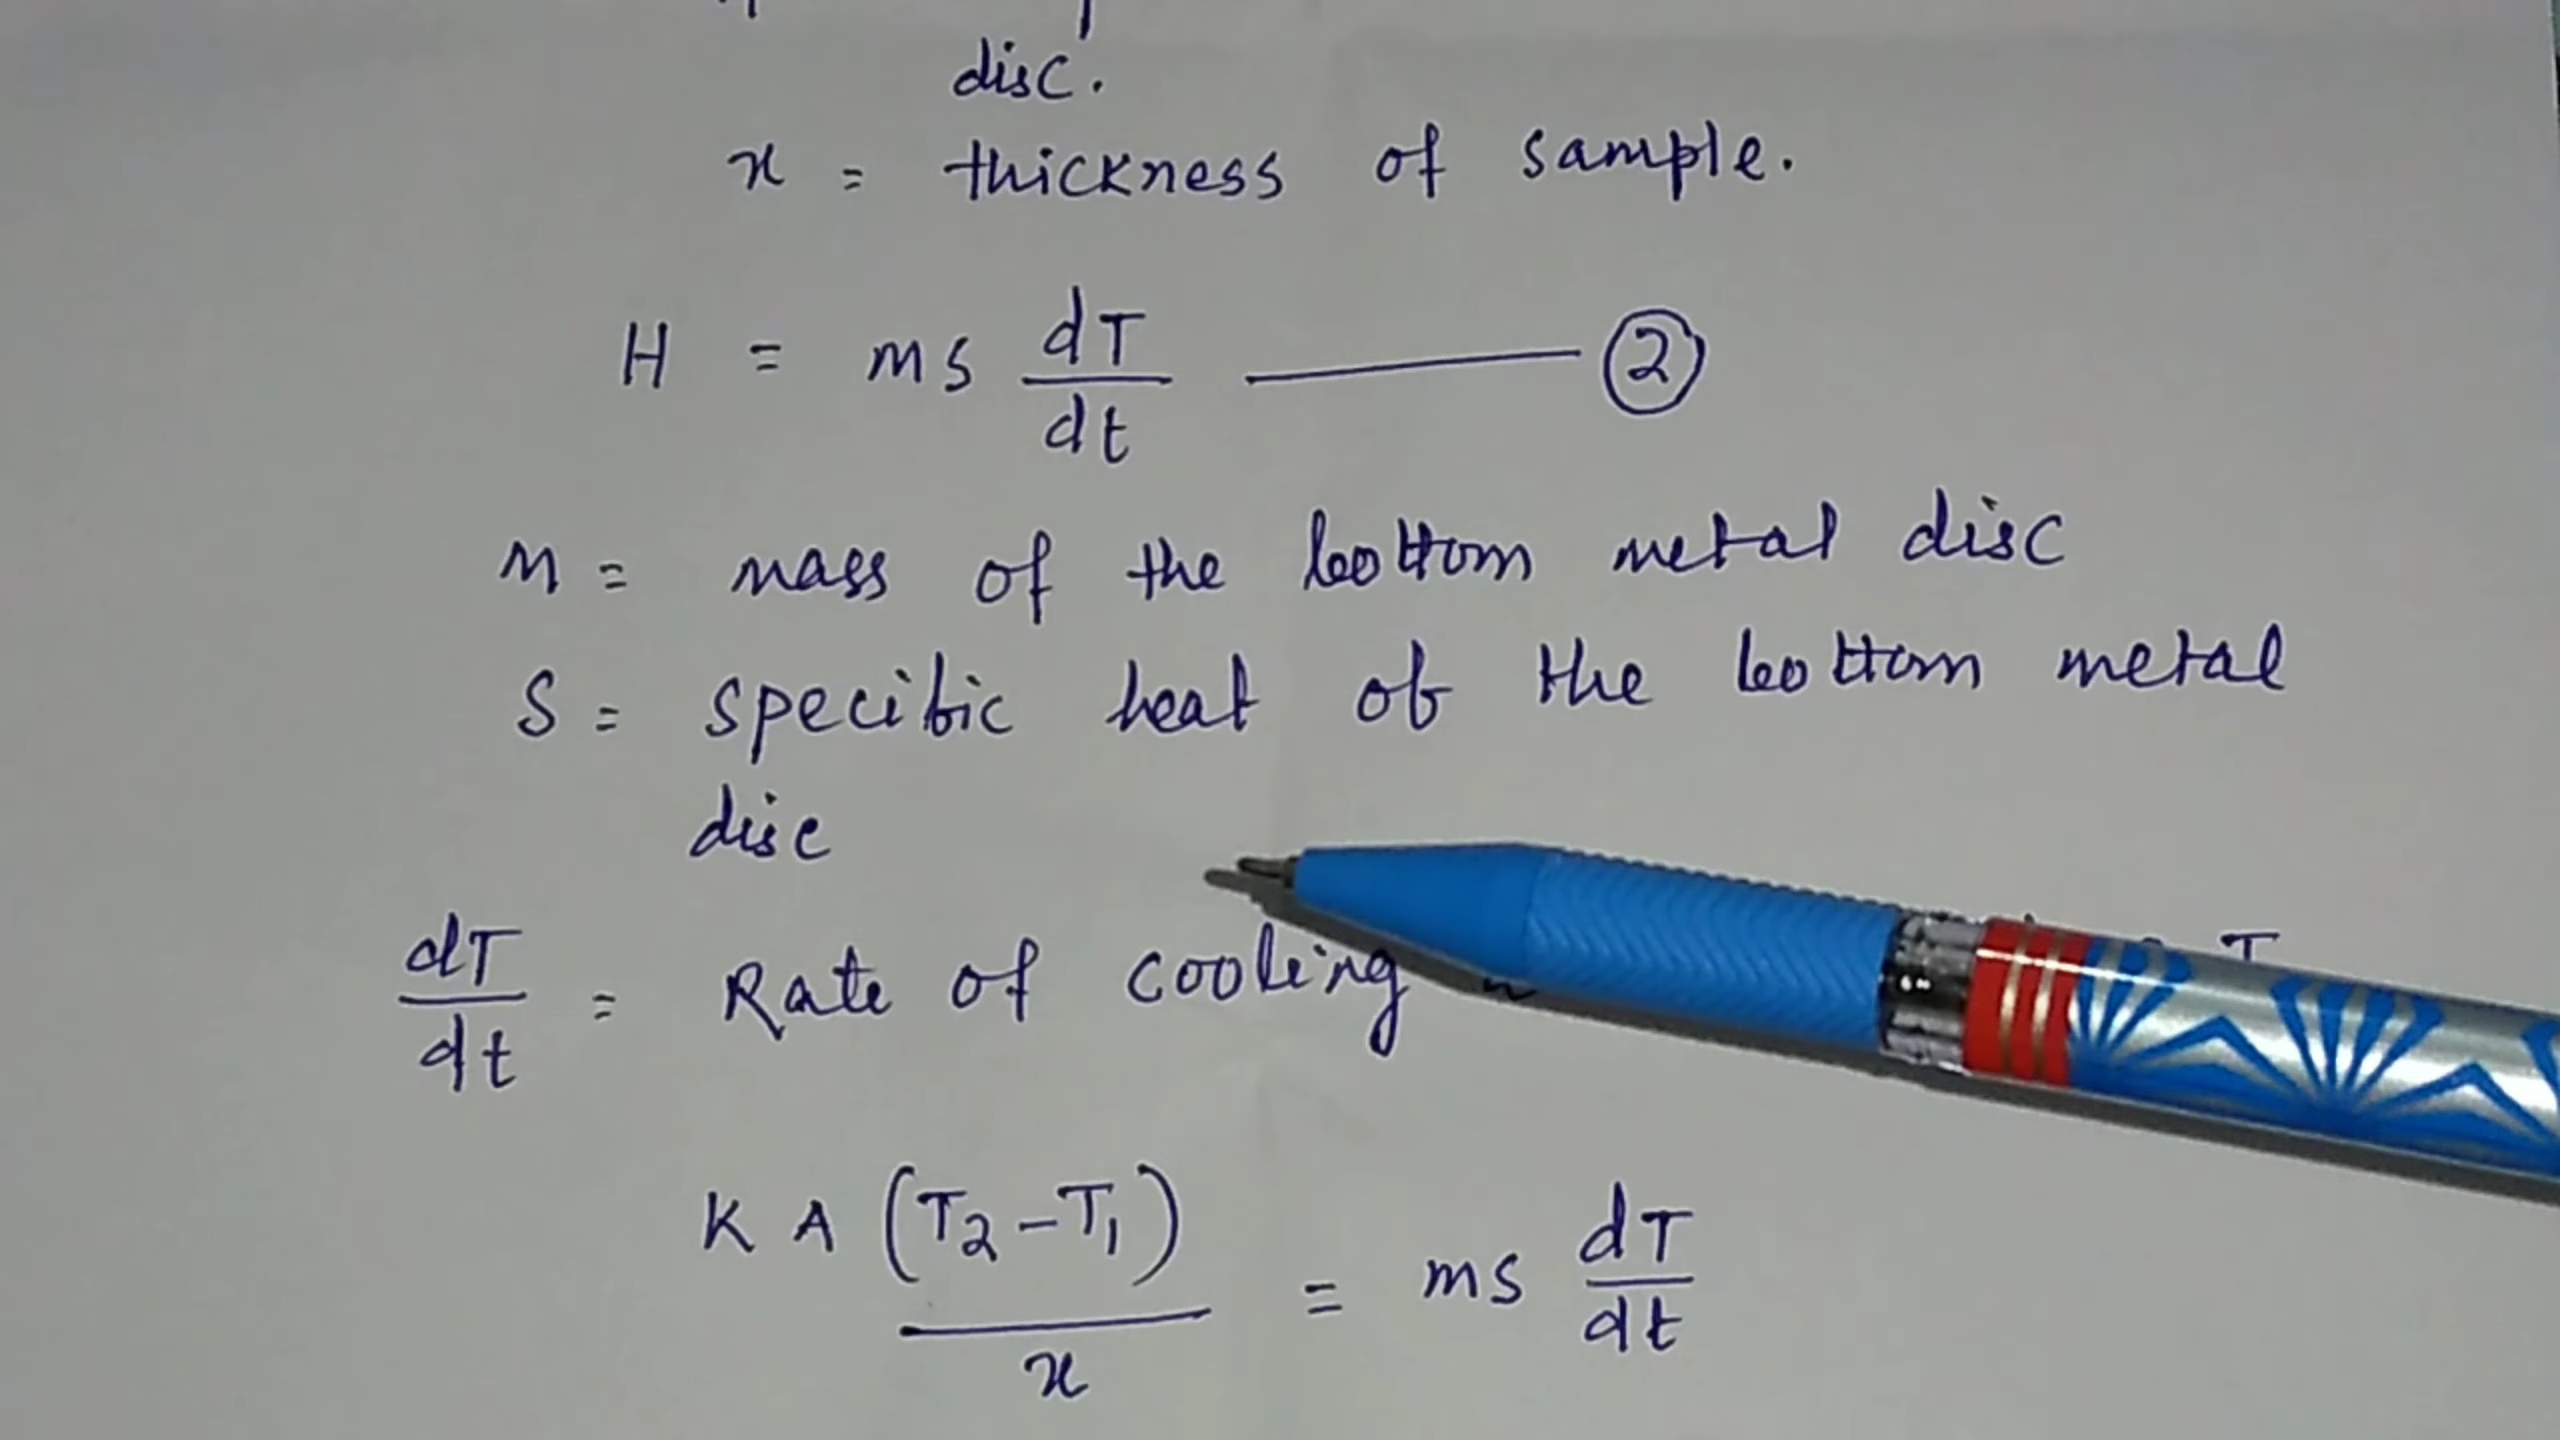 disc.
x = thickness of sample.
H = ms dT/dt ——— ②
m = mass of the bottom metal disc
S = specific heat of the bottom metal
disc
dT/dt = Rate of cooling
K A (T₂ - T₁) / x = ms dT/dt